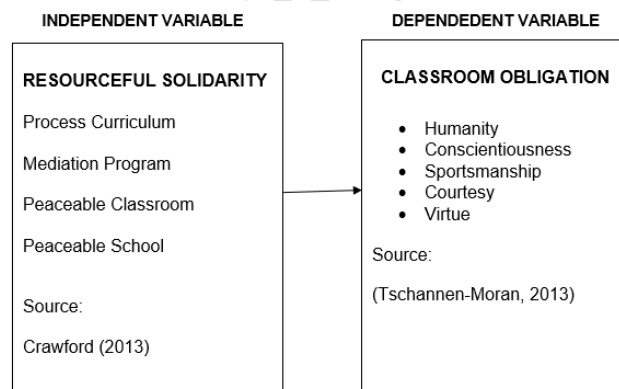 INDEPENDENT VARIABLE
RESOURCEFUL SOLIDARITY
Process Curriculum
Mediation Program
Peaceable Classroom
Peaceable School
Source:
Crawford (2013)
DEPENDEDENT VARIABLE
CLASSROOM OBLIGATION
• Humanity
• Conscientiousness
• Sportsmanship
• Courtesy
• Virtue
Source:
(Tschannen-Moran, 2013)